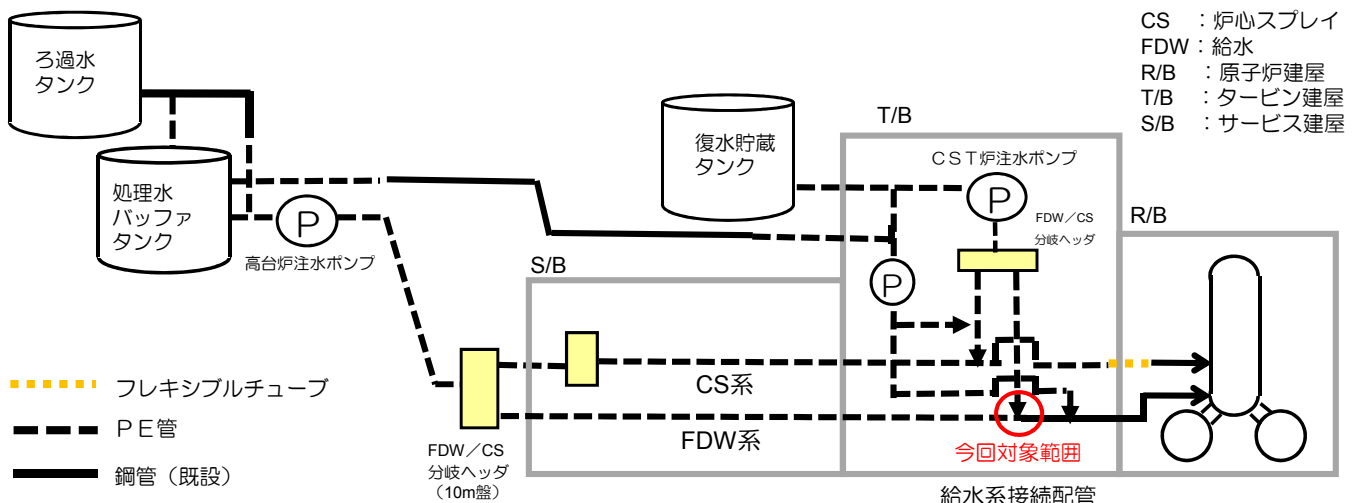 CS ：炉心スプレイ
FDW：給水
R/B ：原子炉建屋
T/B ：タービン建屋
S/B ：サービス建屋
ろ過水
タンク
処理水
バッファ
タンク
P
高台炉注水ポンプ
復水貯蔵
タンク
T/B
ＣＳＴ炉注水ポンプ
P
FDW／CS
分岐ヘッダ
P
R/B
S/B
CS系
FDW系
FDW／CS
分岐ヘッダ
（10m盤）
今回対象範囲
給水系接続配管
フレキシブルチューブ
ＰＥ管
鋼管（既設）